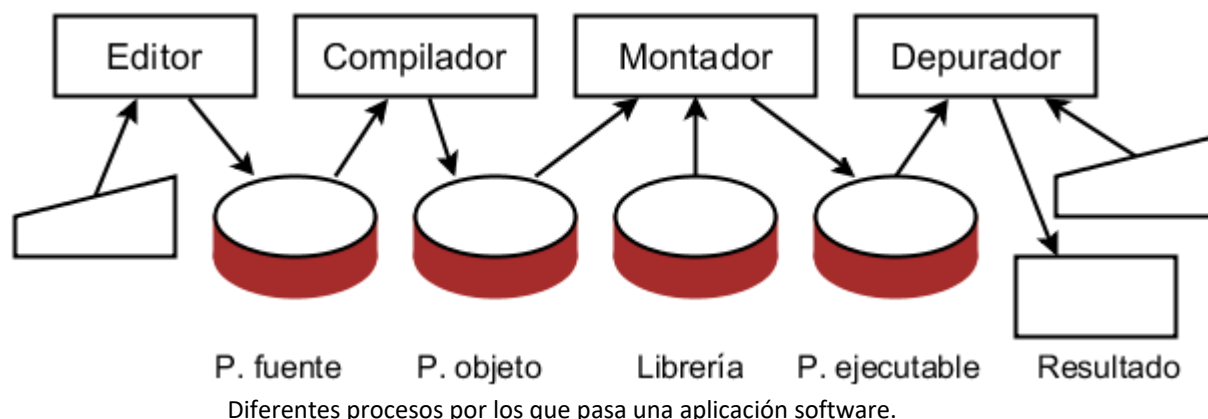 Editor Compilador Montador Depurador
P. fuente P. objeto Librería P. ejecutable Resultado
Diferentes procesos por los que pasa una aplicación software.